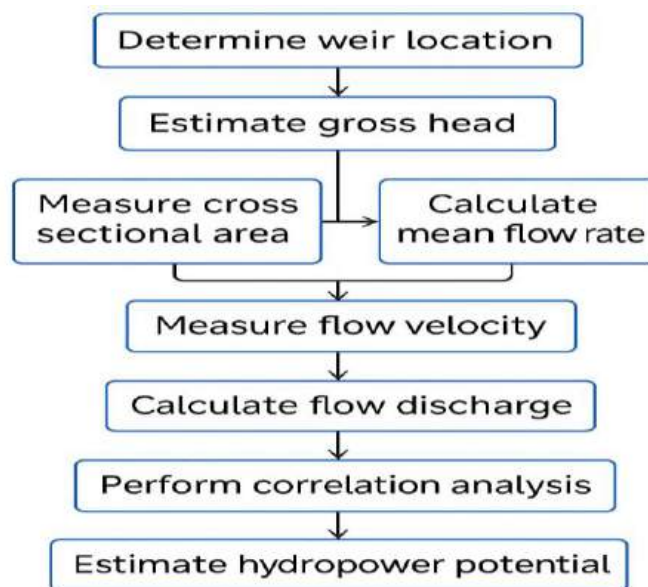 Determine weir location
Estimate gross head
Measure cross
sectional area
Calculate
mean flow rate
Measure flow velocity
Calculate flow discharge
Perform correlation analysis
Estimate hydropower potential